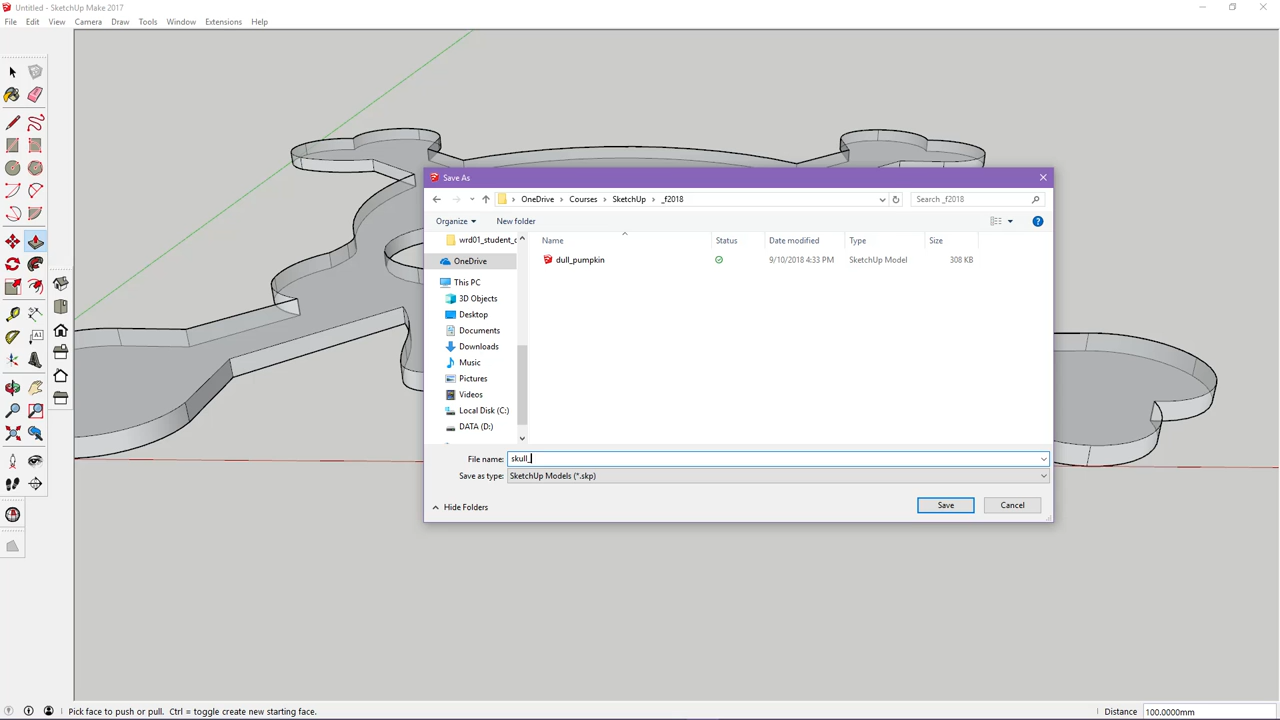 Untitled - SketchUp Make 2017
File Edit View Camera Draw Tools Window Extensions Help
Save As
OneDrive > Courses > SketchUp > _f2018
Search _f2018
Organize New folder
Name Status Date modified Type Size
wrd01_student_c
dull_pumpkin 9/10/2018 4:33 PM SketchUp Model 308 KB
OneDrive
This PC
3D Objects
Desktop
Documents
Downloads
Music
Pictures
Videos
Local Disk (C:)
DATA (D:)
File name: skull_
Save as type: SketchUp Models (*.skp)
Hide Folders
Save Cancel
Pick face to push or pull. Ctrl = toggle create new starting face.
Distance 100.0000mm